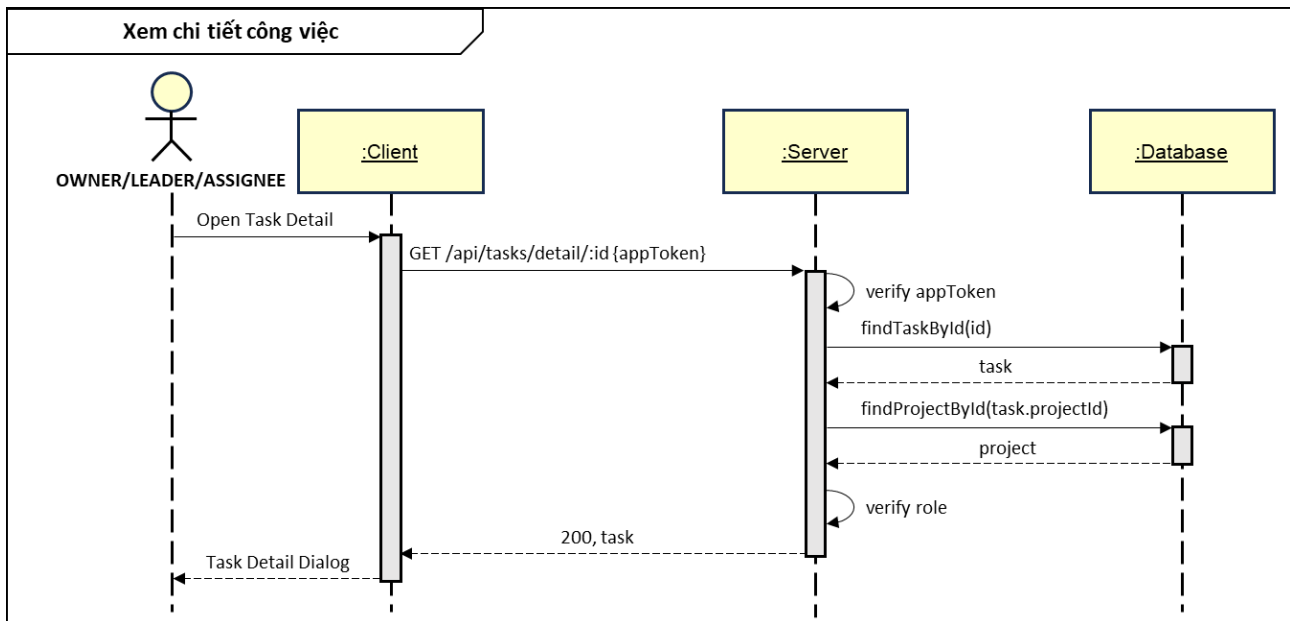 Xem chi tiết công việc
OWNER/LEADER/ASSIGNEE
:Client
:Server
:Database
Open Task Detail
GET /api/tasks/detail/:id {appToken}
verify appToken
findTaskById(id)
task
findProjectById(task.projectId)
project
verify role
200, task
Task Detail Dialog